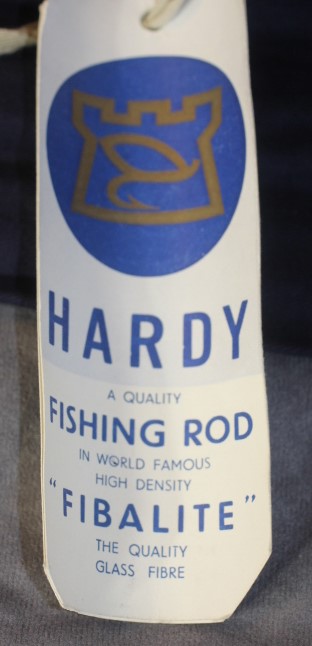 HARDY
A QUALITY
FISHING ROD
IN WORLD FAMOUS
HIGH DENSITY
"FIBALITE"
THE QUALITY
GLASS FIBRE